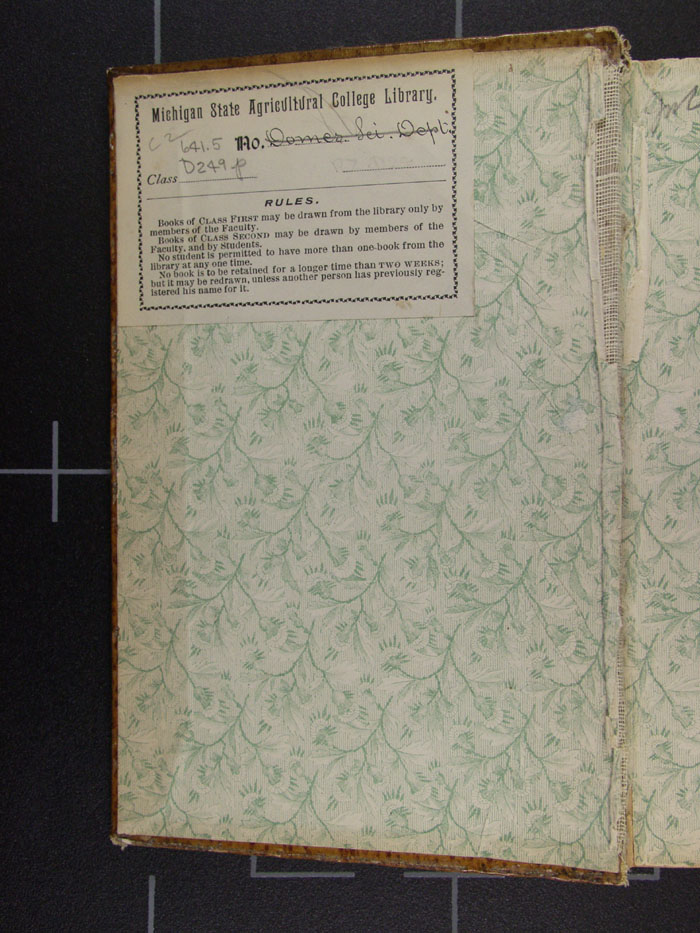 Michigan State Agricultural College Library.
C2 641.5 No. Domes. Sci. Dept.
D249p
Class
RULES.
Books of CLASS FIRST may be drawn from the library only by
members of the Faculty.
Books of CLASS SECOND may be drawn by members of the
Faculty, and by Students.
No student is permitted to have more than one book from the
library at any one time.
No book is to be retained for a longer time than TWO WEEKS;
but it may be redrawn, unless another person has previously reg-
istered his name for it.